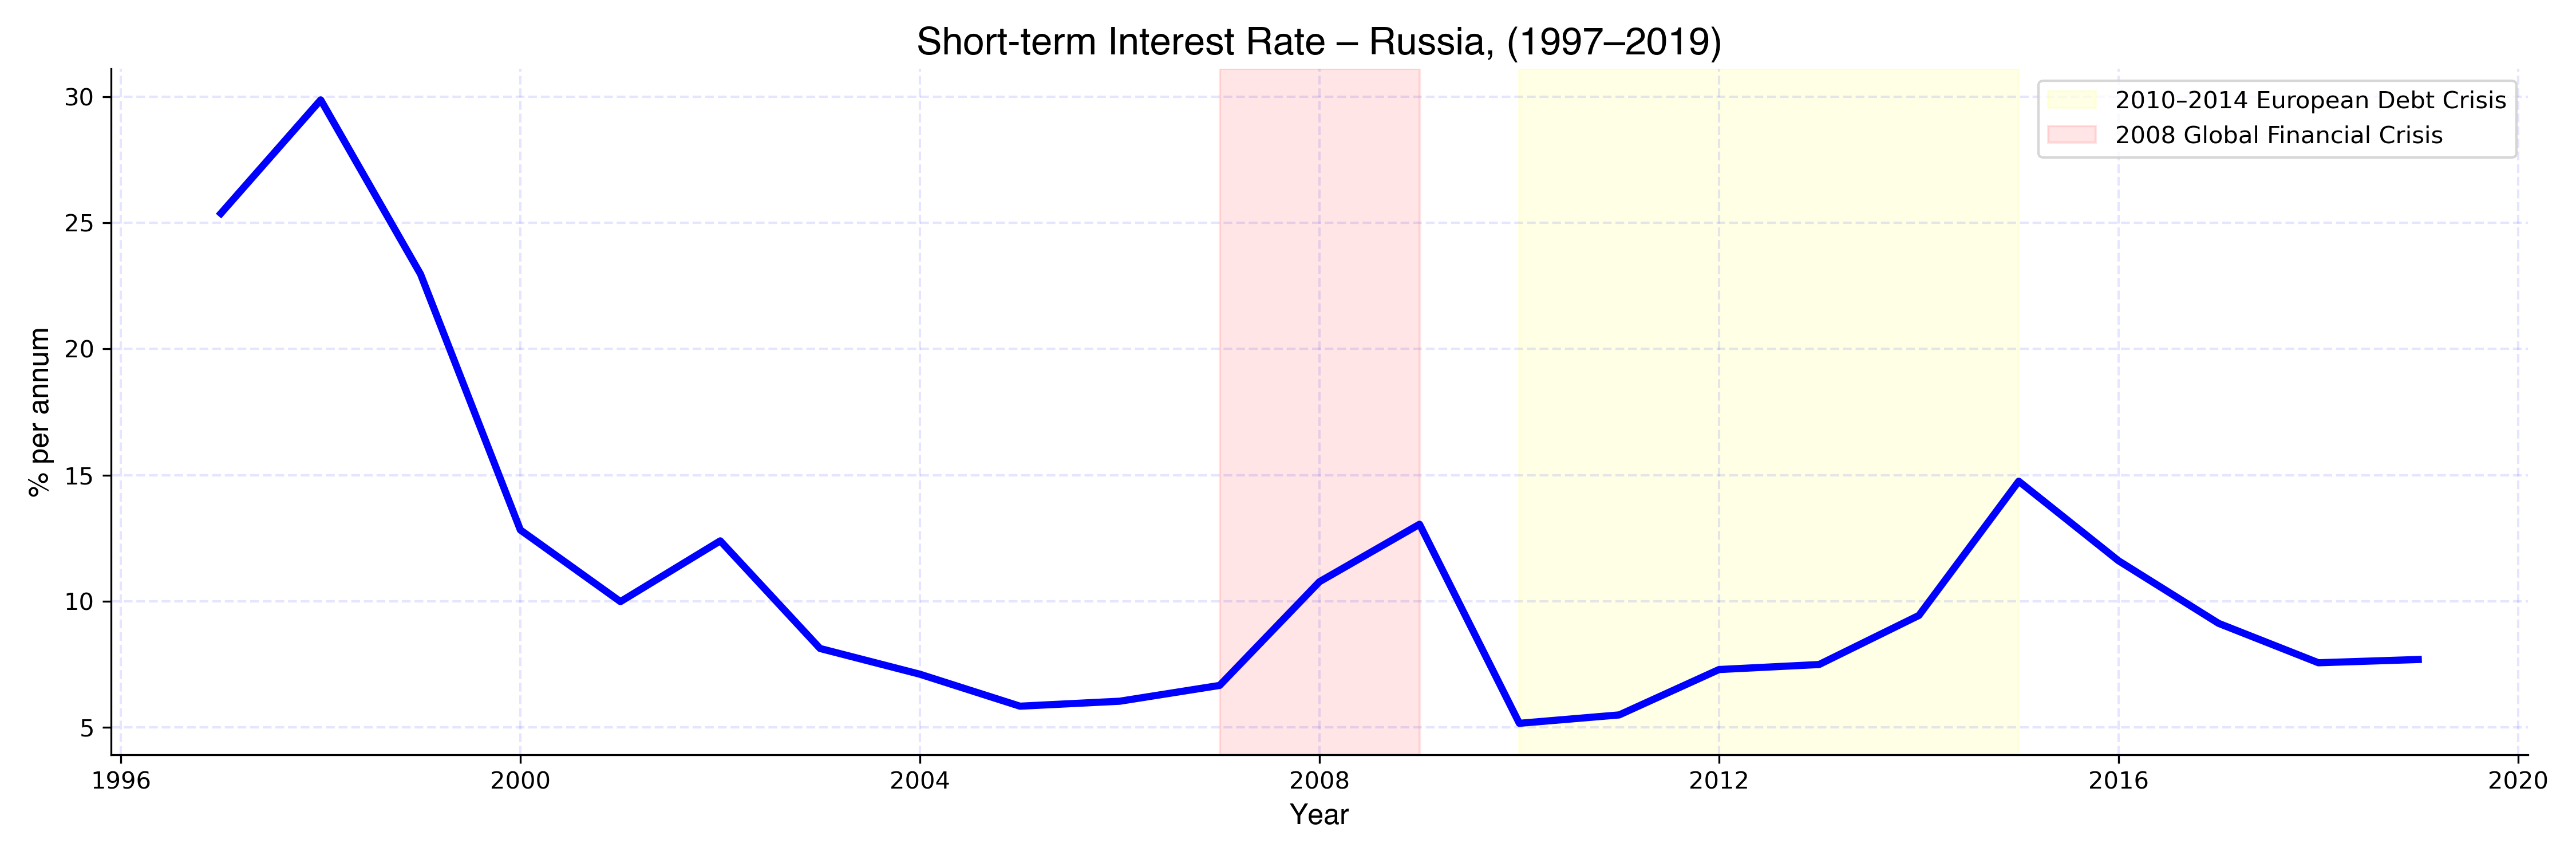 Short-term Interest Rate – Russia, (1997–2019)
2010–2014 European Debt Crisis
2008 Global Financial Crisis
% per annum
30
25
20
15
10
5
1996
2000
2004
2008
2012
2016
2020
Year